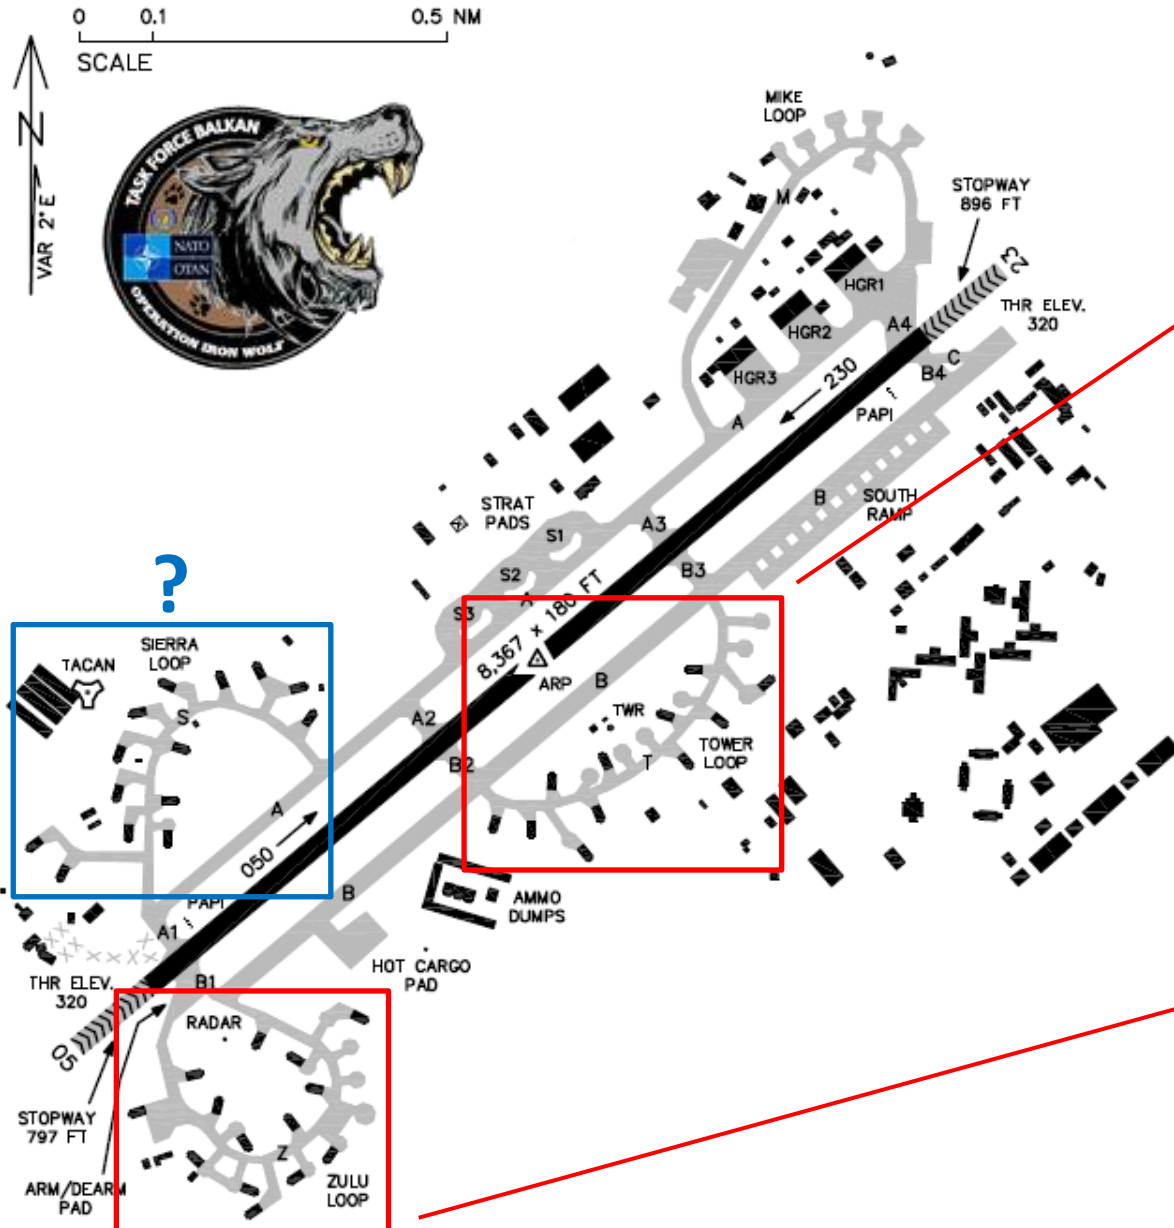 0 0.1 0.5 NM
SCALE
N
VAR 2°E
TASK FORCE BALKAN
NATO
OTAN
OPERATION IRON WOLF
MIKE
LOOP
M
STOPWAY
896 FT
23
THR ELEV.
320
HGR1
HGR2
HGR3
A4
C
B4
230
PAPI
A
STRAT
PADS
S1
S2
S3
A3
B3
B
SOUTH
RAMP
8,367 x 180 FT
ARP
?
SIERRA
LOOP
TACAN
S
A2
B2
B
TWR
TOWER
LOOP
T
A
050
PAPI
A1
B
AMMO
DUMPS
HOT CARGO
PAD
THR ELEV.
320
B1
05
RADAR
STOPWAY
797 FT
ARM/DEARM
PAD
Z
ZULU
LOOP